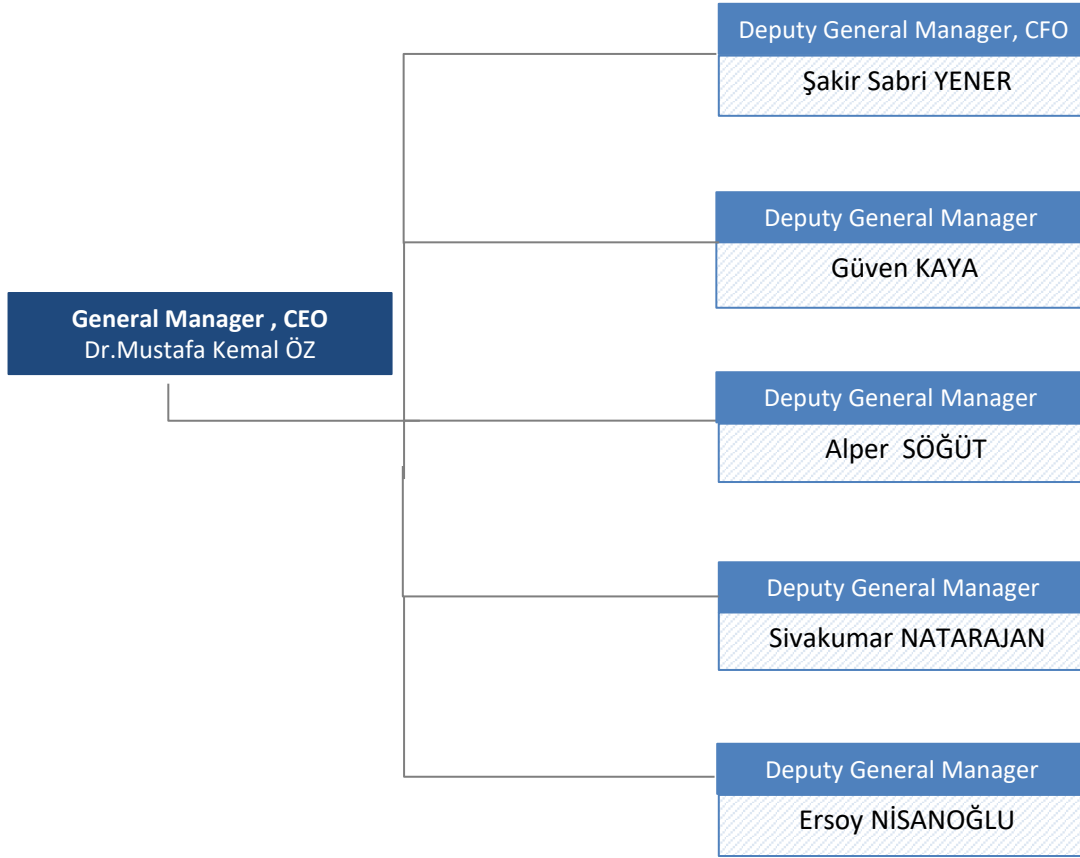 Deputy General Manager, CFO
Şakir Sabri YENER
Deputy General Manager
Güven KAYA
General Manager , CEO
Dr.Mustafa Kemal ÖZ
Deputy General Manager
Alper  SÖĞÜT
Deputy General Manager
Sivakumar NATARAJAN
Deputy General Manager
Ersoy NİSANOĞLU